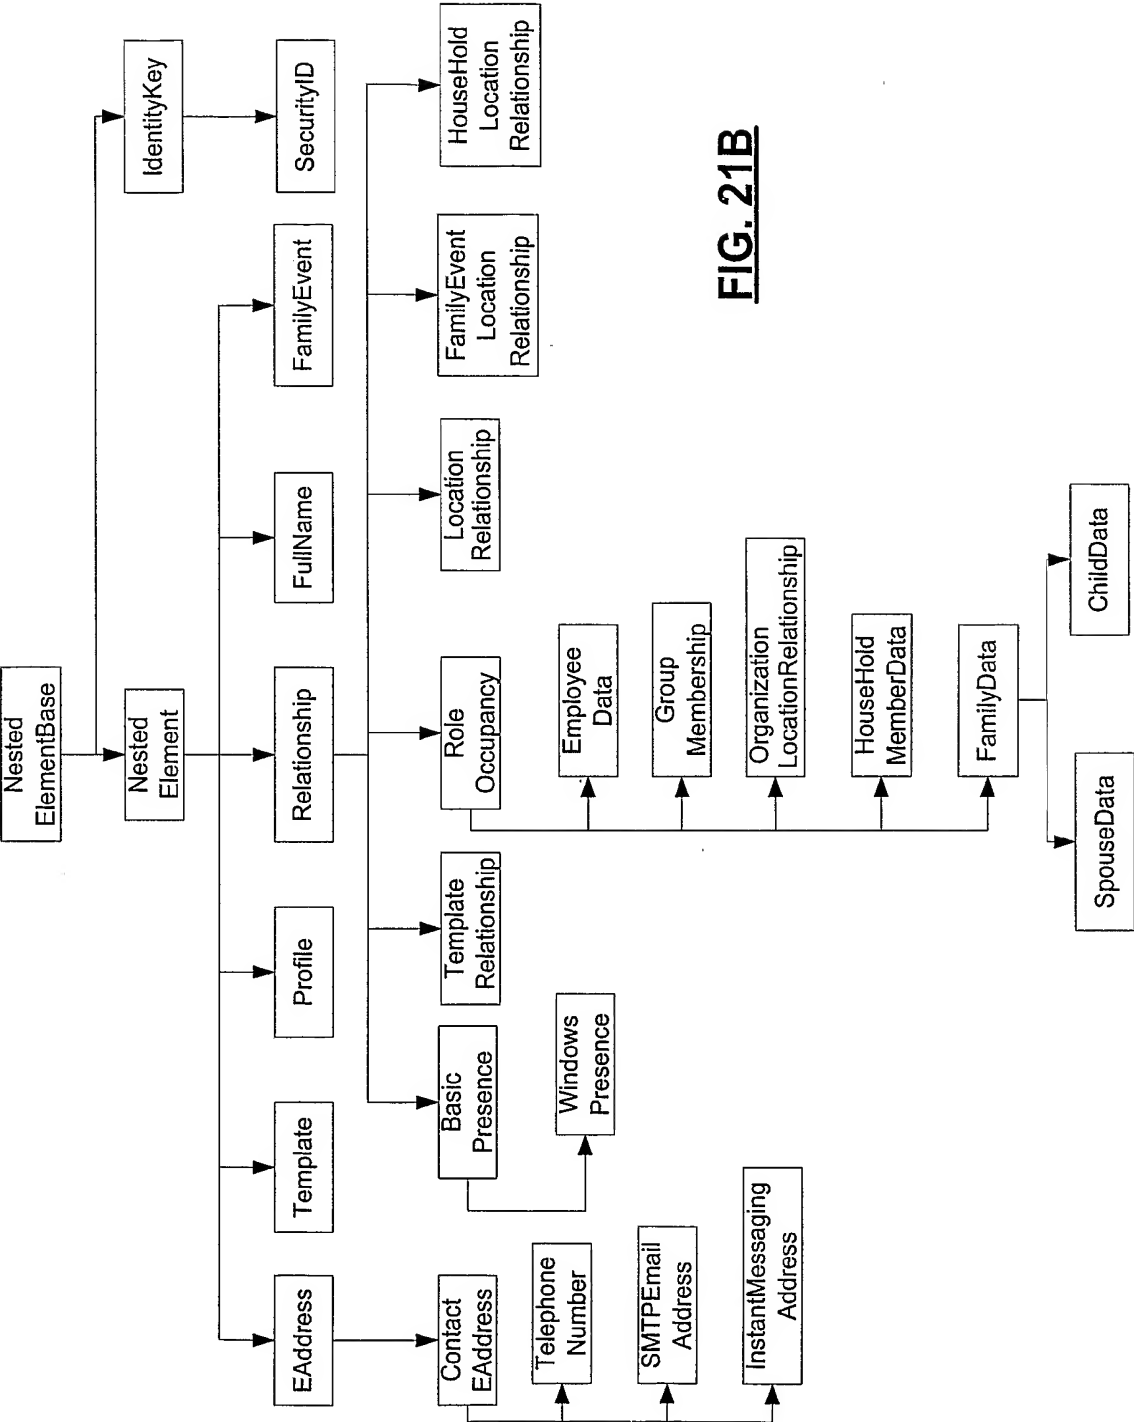 Nested
ElementBase
Nested
Element
IdentityKey
EAddress
Template
Profile
Relationship
FullName
FamilyEvent
SecurityID
Contact
EAddress
Basic
Presence
Template
Relationship
Role
Occupancy
Location
Relationship
FamilyEvent
Location
Relationship
HouseHold
Location
Relationship
Telephone
Number
SMTPEmail
Address
InstantMessaging
Address
Windows
Presence
Employee
Data
Group
Membership
Organization
LocationRelationship
HouseHold
MemberData
FamilyData
SpouseData
ChildData
FIG. 21B